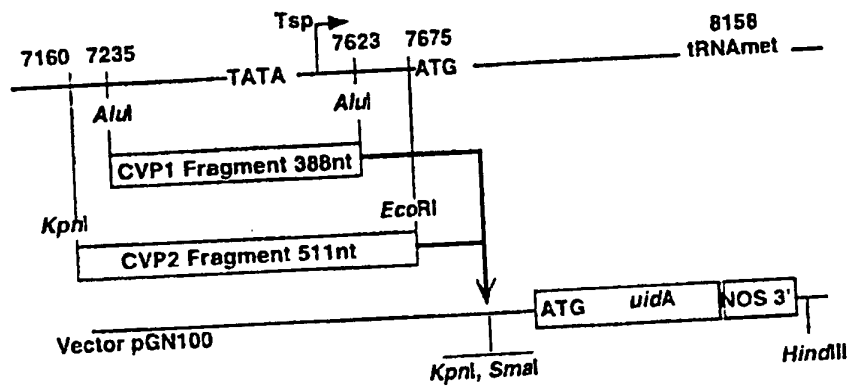 Tsp
7160 7235 7623 7675 8158
TATA ATG tRNAmet
AluI AluI
CVP1 Fragment 388nt
KpnI EcoRI
CVP2 Fragment 511nt
ATG uidA NOS 3'
Vector pGN100
KpnI, SmaI HindIII